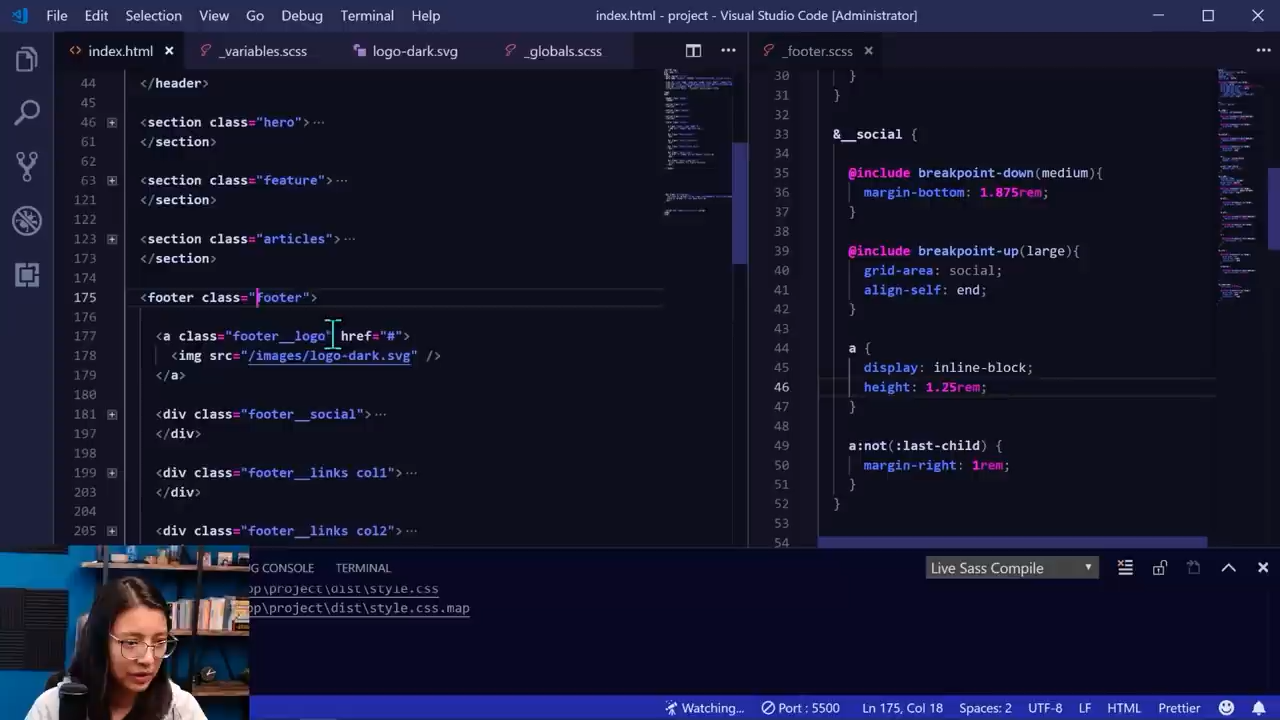 File Edit Selection View Go Debug Terminal Help
index.html - project - Visual Studio Code [Administrator]
index.html
_variables.scss
logo-dark.svg
_globals.scss
_footer.scss
44 </header>
45
46 <section class="hero"> ...
61 </section>
62
63 <section class="feature"> ...
121 </section>
122
123 <section class="articles"> ...
173 </section>
174
175 <footer class="footer">
176
177 <a class="footer__logo" href="#">
178 <img src="/images/logo-dark.svg" />
179 </a>
180
181 <div class="footer__social"> ...
197 </div>
198
199 <div class="footer__links col1"> ...
203 </div>
204
205 <div class="footer__links col2"> ...
30 }
31 }
32
33 &__social {
34
35 @include breakpoint-down(medium){
36 margin-bottom: 1.875rem;
37 }
38
39 @include breakpoint-up(large){
40 grid-area: social;
41 align-self: end;
42 }
43
44 a {
45 display: inline-block;
46 height: 1.25rem;
47 }
48
49 a:not(:last-child) {
50 margin-right: 1rem;
51 }
52 }
53
54
CONSOLE TERMINAL
Live Sass Compile
\project\dist\style.css
\project\dist\style.css.map
Watching... Port : 5500 Ln 175, Col 18 Spaces: 2 UTF-8 LF HTML Prettier